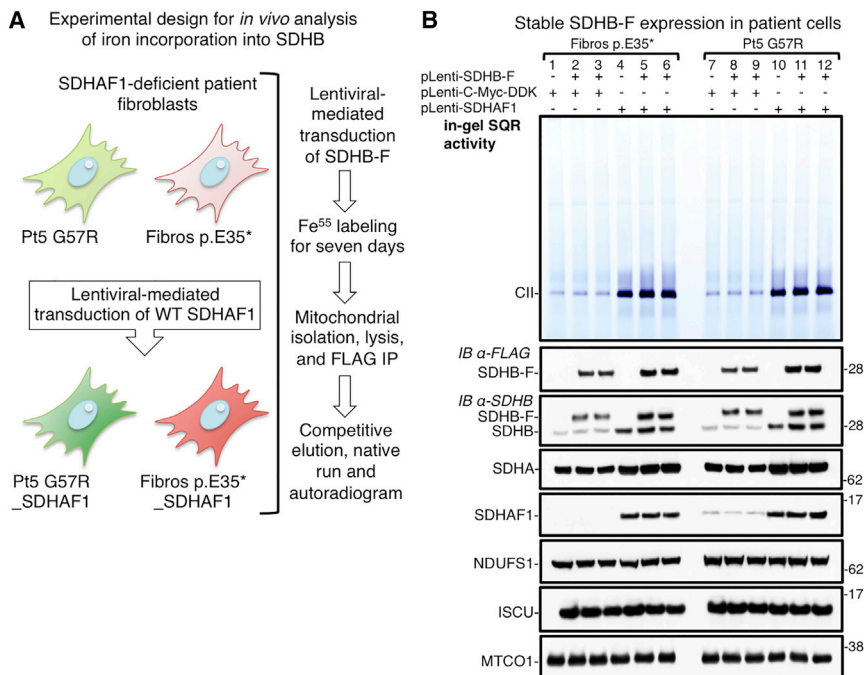 A
Experimental design for in vivo analysis
of iron incorporation into SDHB
SDHAF1-deficient patient
fibroblasts
Pt5 G57R
Fibros p.E35*
Lentiviral-mediated
transduction of WT SDHAF1
Pt5 G57R
_SDHAF1
Fibros p.E35*
_SDHAF1
Lentiviral-
mediated
transduction
of SDHB-F
Fe55 labeling
for seven days
Mitochondrial
isolation, lysis,
and FLAG IP
Competitive
elution, native
run and
autoradiogram
B
Stable SDHB-F expression in patient cells
Fibros p.E35* Pt5 G57R
1 2 3 4 5 6 7 8 9 10 11 12
pLenti-SDHB-F - + + - + + - + + - + +
pLenti-C-Myc-DDK + + + - - - + + + - - -
pLenti-SDHAF1 - - - + + + - - - + + +
in-gel SQR
activity
CII-
IB α-FLAG
SDHB-F- -28
IB α-SDHB
SDHB-F-
SDHB- -28
SDHA- -62
SDHAF1- -17
NDUFS1- -62
ISCU- -17
MTCO1- -38